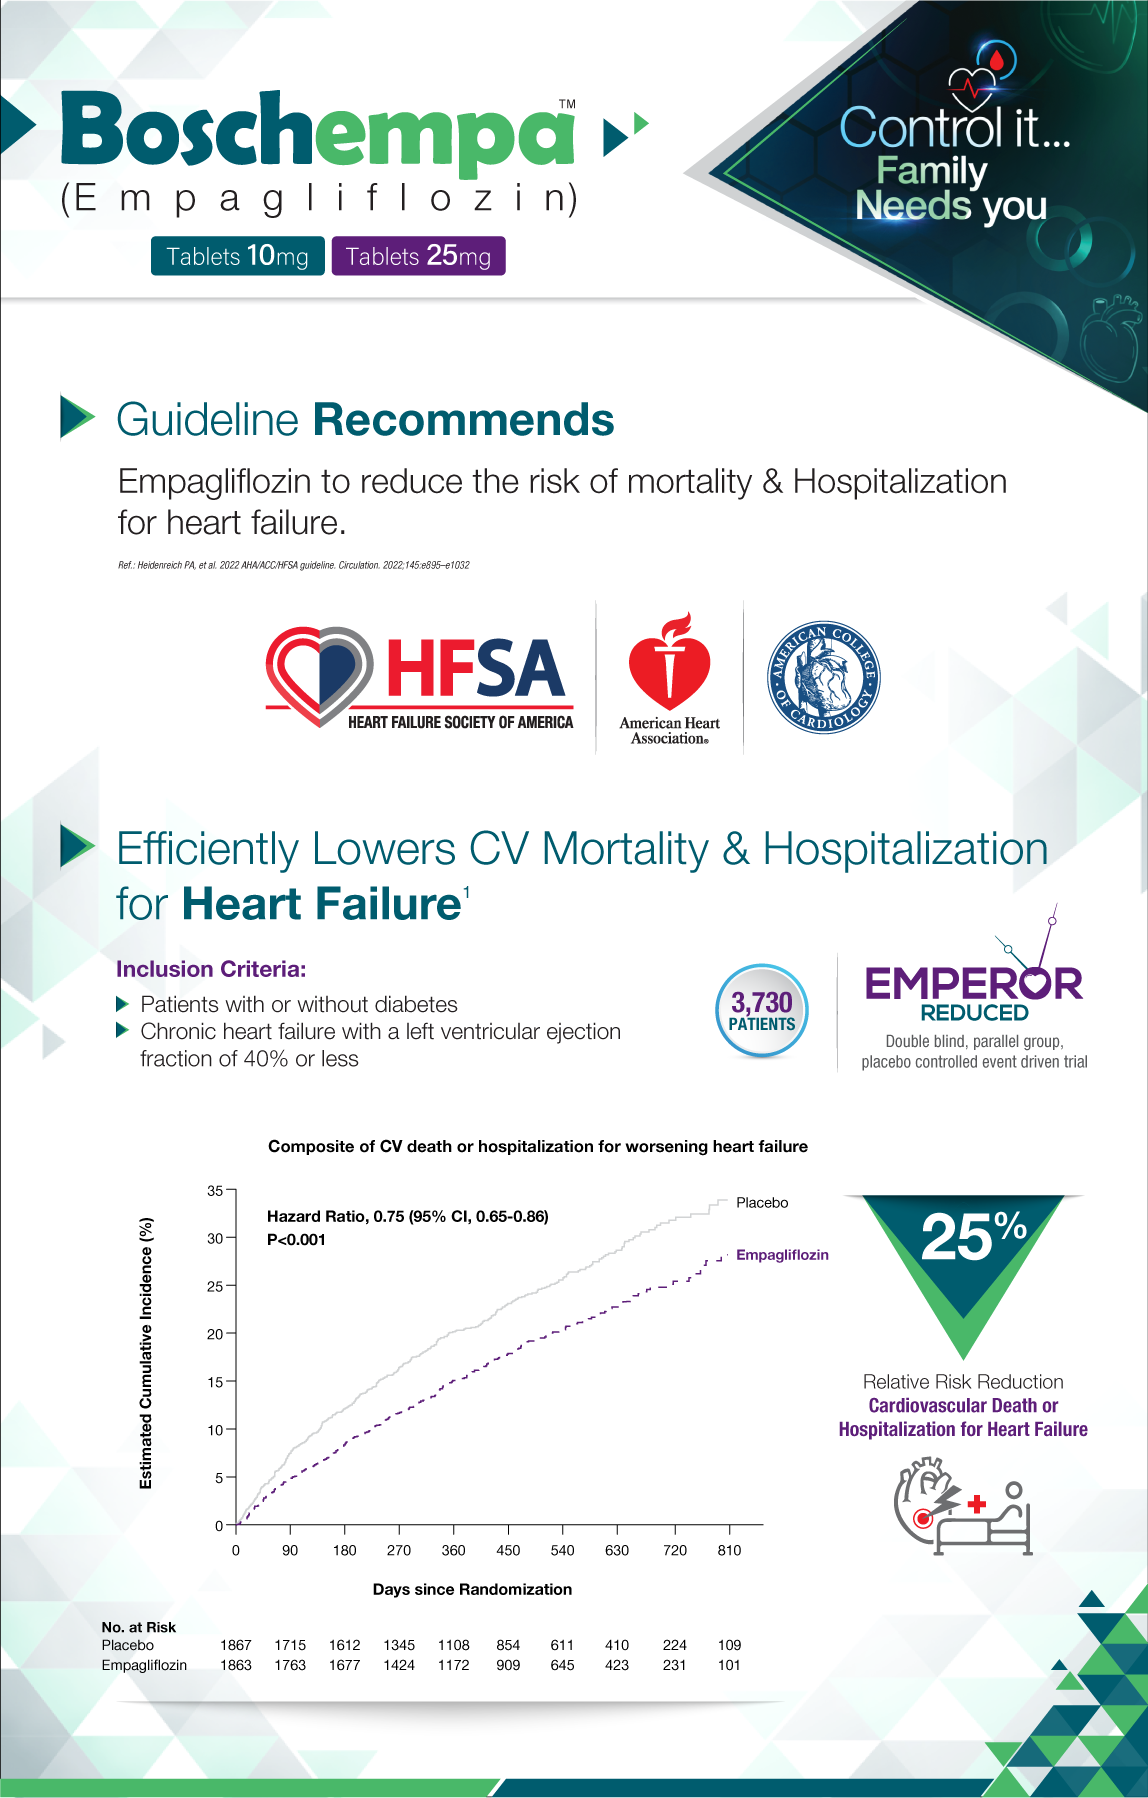 Boschempa™
(Empagliflozin)
Tablets 10mg
Tablets 25mg
Control it...
Family
Needs you
Guideline Recommends
Empagliflozin to reduce the risk of mortality & Hospitalization
for heart failure.
Ref.: Heidenreich PA, et al. 2022 AHA/ACC/HFSA guideline. Circulation. 2022;145:e895–e1032
HFSA
HEART FAILURE SOCIETY OF AMERICA
American Heart
Association®
AMERICAN COLLEGE
OF CARDIOLOGY
Efficiently Lowers CV Mortality & Hospitalization
for Heart Failure1
Inclusion Criteria:
Patients with or without diabetes
Chronic heart failure with a left ventricular ejection
fraction of 40% or less
3,730
PATIENTS
EMPEROR
REDUCED
Double blind, parallel group,
placebo controlled event driven trial
Composite of CV death or hospitalization for worsening heart failure
Estimated Cumulative Incidence (%)
35
30
25
20
15
10
5
0
Hazard Ratio, 0.75 (95% CI, 0.65-0.86)
P<0.001
Placebo
Empagliflozin
0 90 180 270 360 450 540 630 720 810
Days since Randomization
No. at Risk
Placebo 1867 1715 1612 1345 1108 854 611 410 224 109
Empagliflozin 1863 1763 1677 1424 1172 909 645 423 231 101
25%
Relative Risk Reduction
Cardiovascular Death or
Hospitalization for Heart Failure